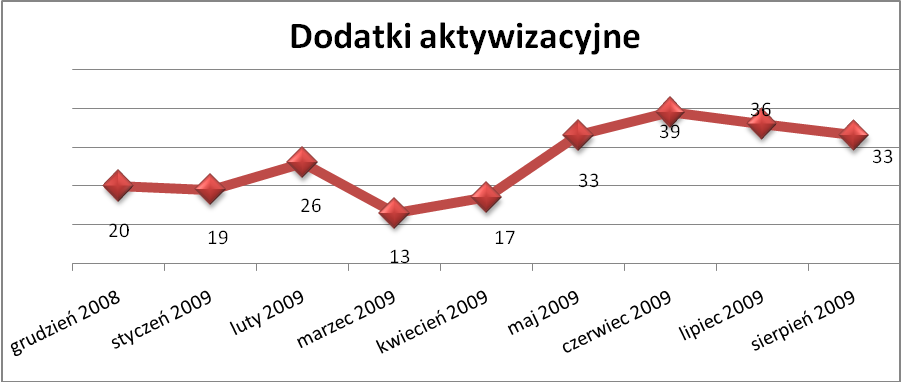 Dodatki aktywizacyjne
20
19
26
13
17
33
39
36
33
grudzień 2008
styczeń 2009
luty 2009
marzec 2009
kwiecień 2009
maj 2009
czerwiec 2009
lipiec 2009
sierpień 2009